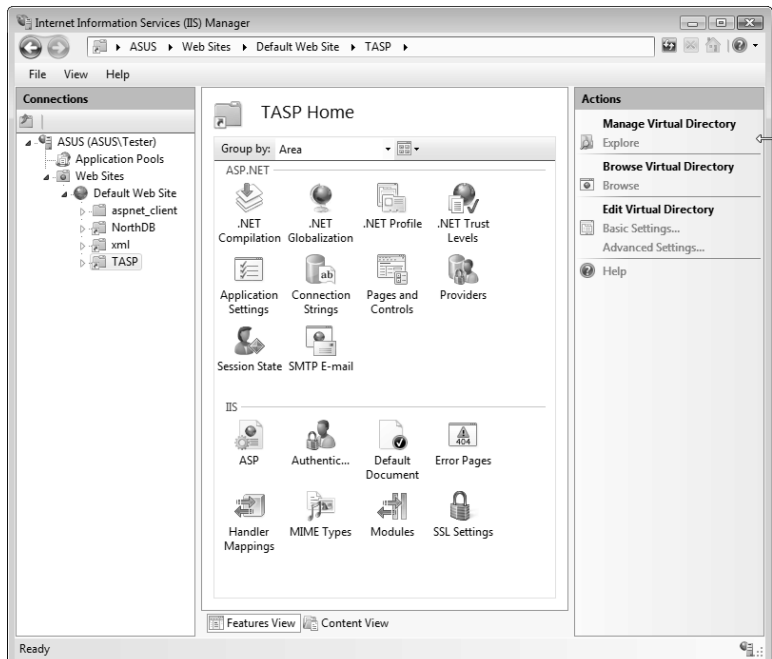 Internet Information Services (IIS) Manager
ASUS ▸ Web Sites ▸ Default Web Site ▸ TASP ▸
File View Help
Connections
ASUS (ASUS\Tester)
Application Pools
Web Sites
Default Web Site
aspnet_client
NorthDB
xml
TASP
TASP Home
Group by: Area
ASP.NET
.NET Compilation
.NET Globalization
.NET Profile
.NET Trust Levels
Application Settings
Connection Strings
Pages and Controls
Providers
Session State
SMTP E-mail
IIS
ASP
Authentic...
Default Document
Error Pages
Handler Mappings
MIME Types
Modules
SSL Settings
Features View
Content View
Actions
Manage Virtual Directory
Explore
Browse Virtual Directory
Browse
Edit Virtual Directory
Basic Settings...
Advanced Settings...
Help
Ready
ab
404